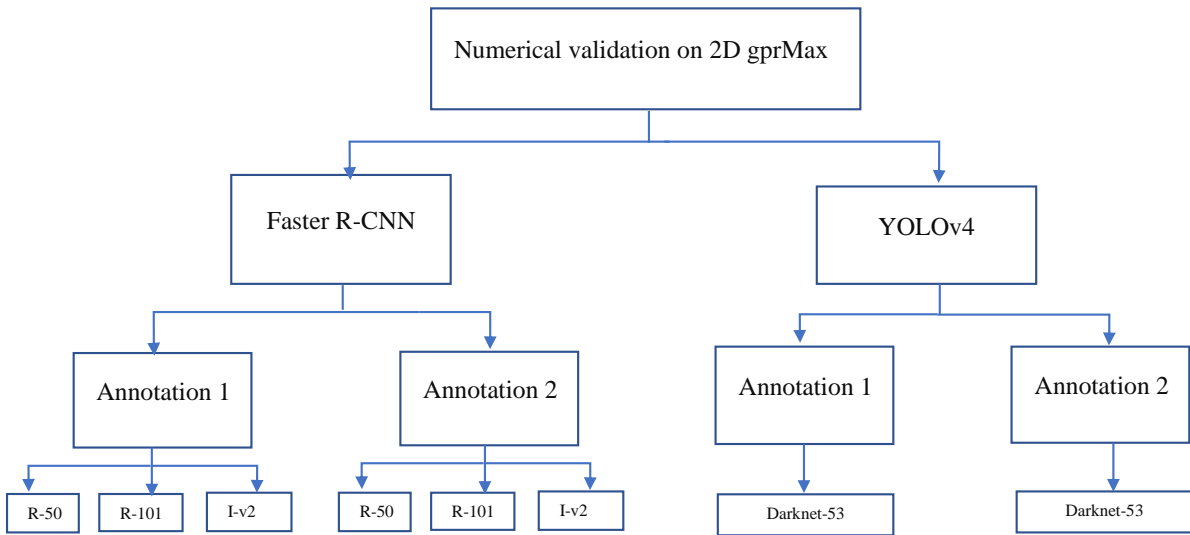 Numerical validation on 2D gprMax
Faster R-CNN
YOLOv4
Annotation 1
Annotation 2
Annotation 1
Annotation 2
R-50
R-101
I-v2
R-50
R-101
I-v2
Darknet-53
Darknet-53